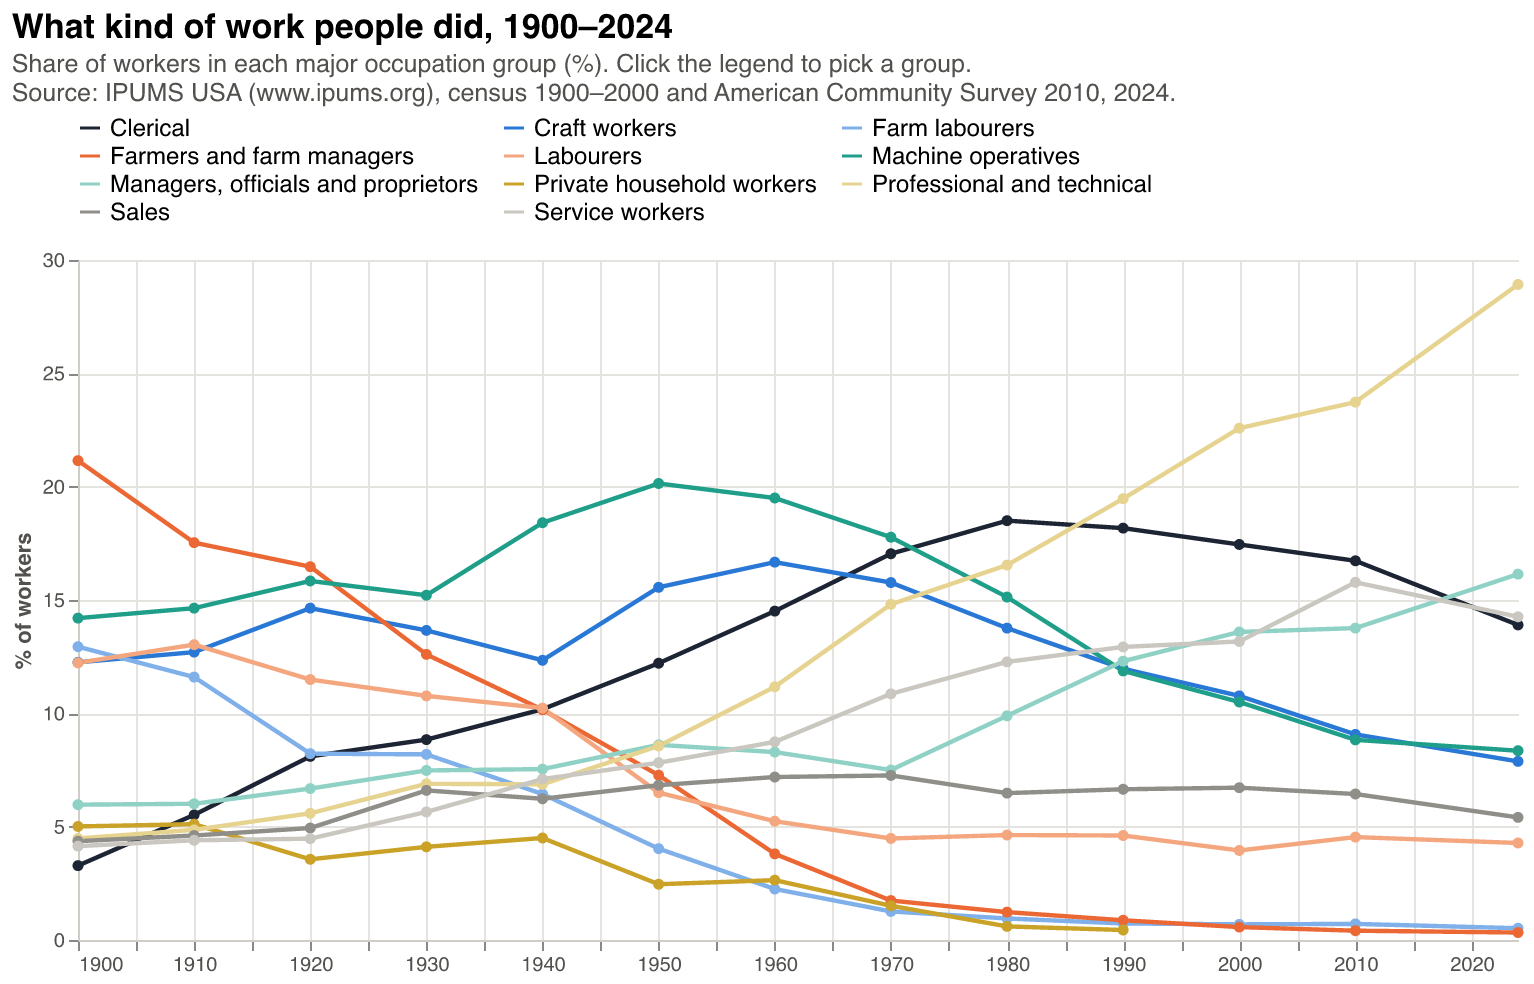 What kind of work people did, 1900–2024
Share of workers in each major occupation group (%). Click the legend to pick a group.
Source: IPUMS USA (www.ipums.org), census 1900–2000 and American Community Survey 2010, 2024.
Clerical
Craft workers
Farm labourers
Farmers and farm managers
Labourers
Machine operatives
Managers, officials and proprietors
Private household workers
Professional and technical
Sales
Service workers
% of workers
30
25
20
15
10
5
0
1900 1910 1920 1930 1940 1950 1960 1970 1980 1990 2000 2010 2020